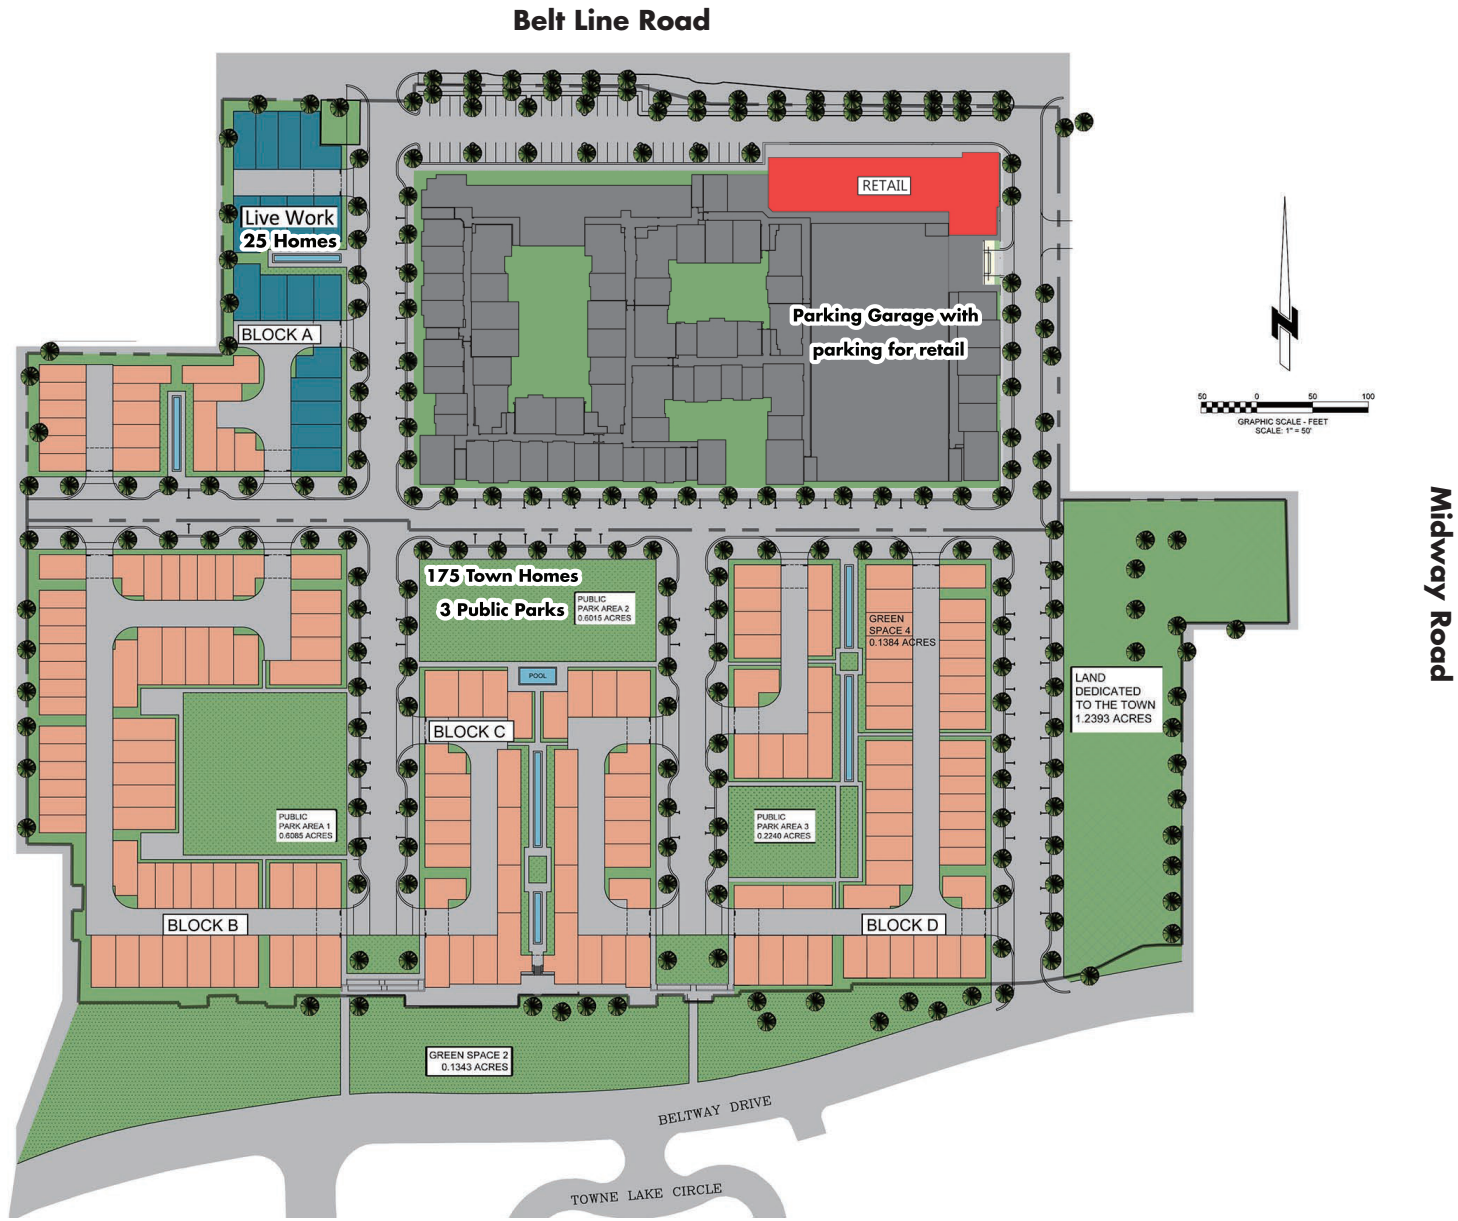 Belt Line Road
RETAIL
Live Work
25 Homes
BLOCK A
Parking Garage with
parking for retail
N
50 0 50 100
GRAPHIC SCALE - FEET
SCALE: 1" = 50'
Midway Road
175 Town Homes
3 Public Parks
PUBLIC
PARK AREA 2
0.6015 ACRES
GREEN
SPACE 4
0.1384 ACRES
POOL
LAND
DEDICATED
TO THE TOWN
1.2393 ACRES
BLOCK C
PUBLIC
PARK AREA 1
0.6085 ACRES
PUBLIC
PARK AREA 3
0.2240 ACRES
BLOCK B
BLOCK D
GREEN SPACE 2
0.1343 ACRES
BELTWAY DRIVE
TOWNE LAKE CIRCLE